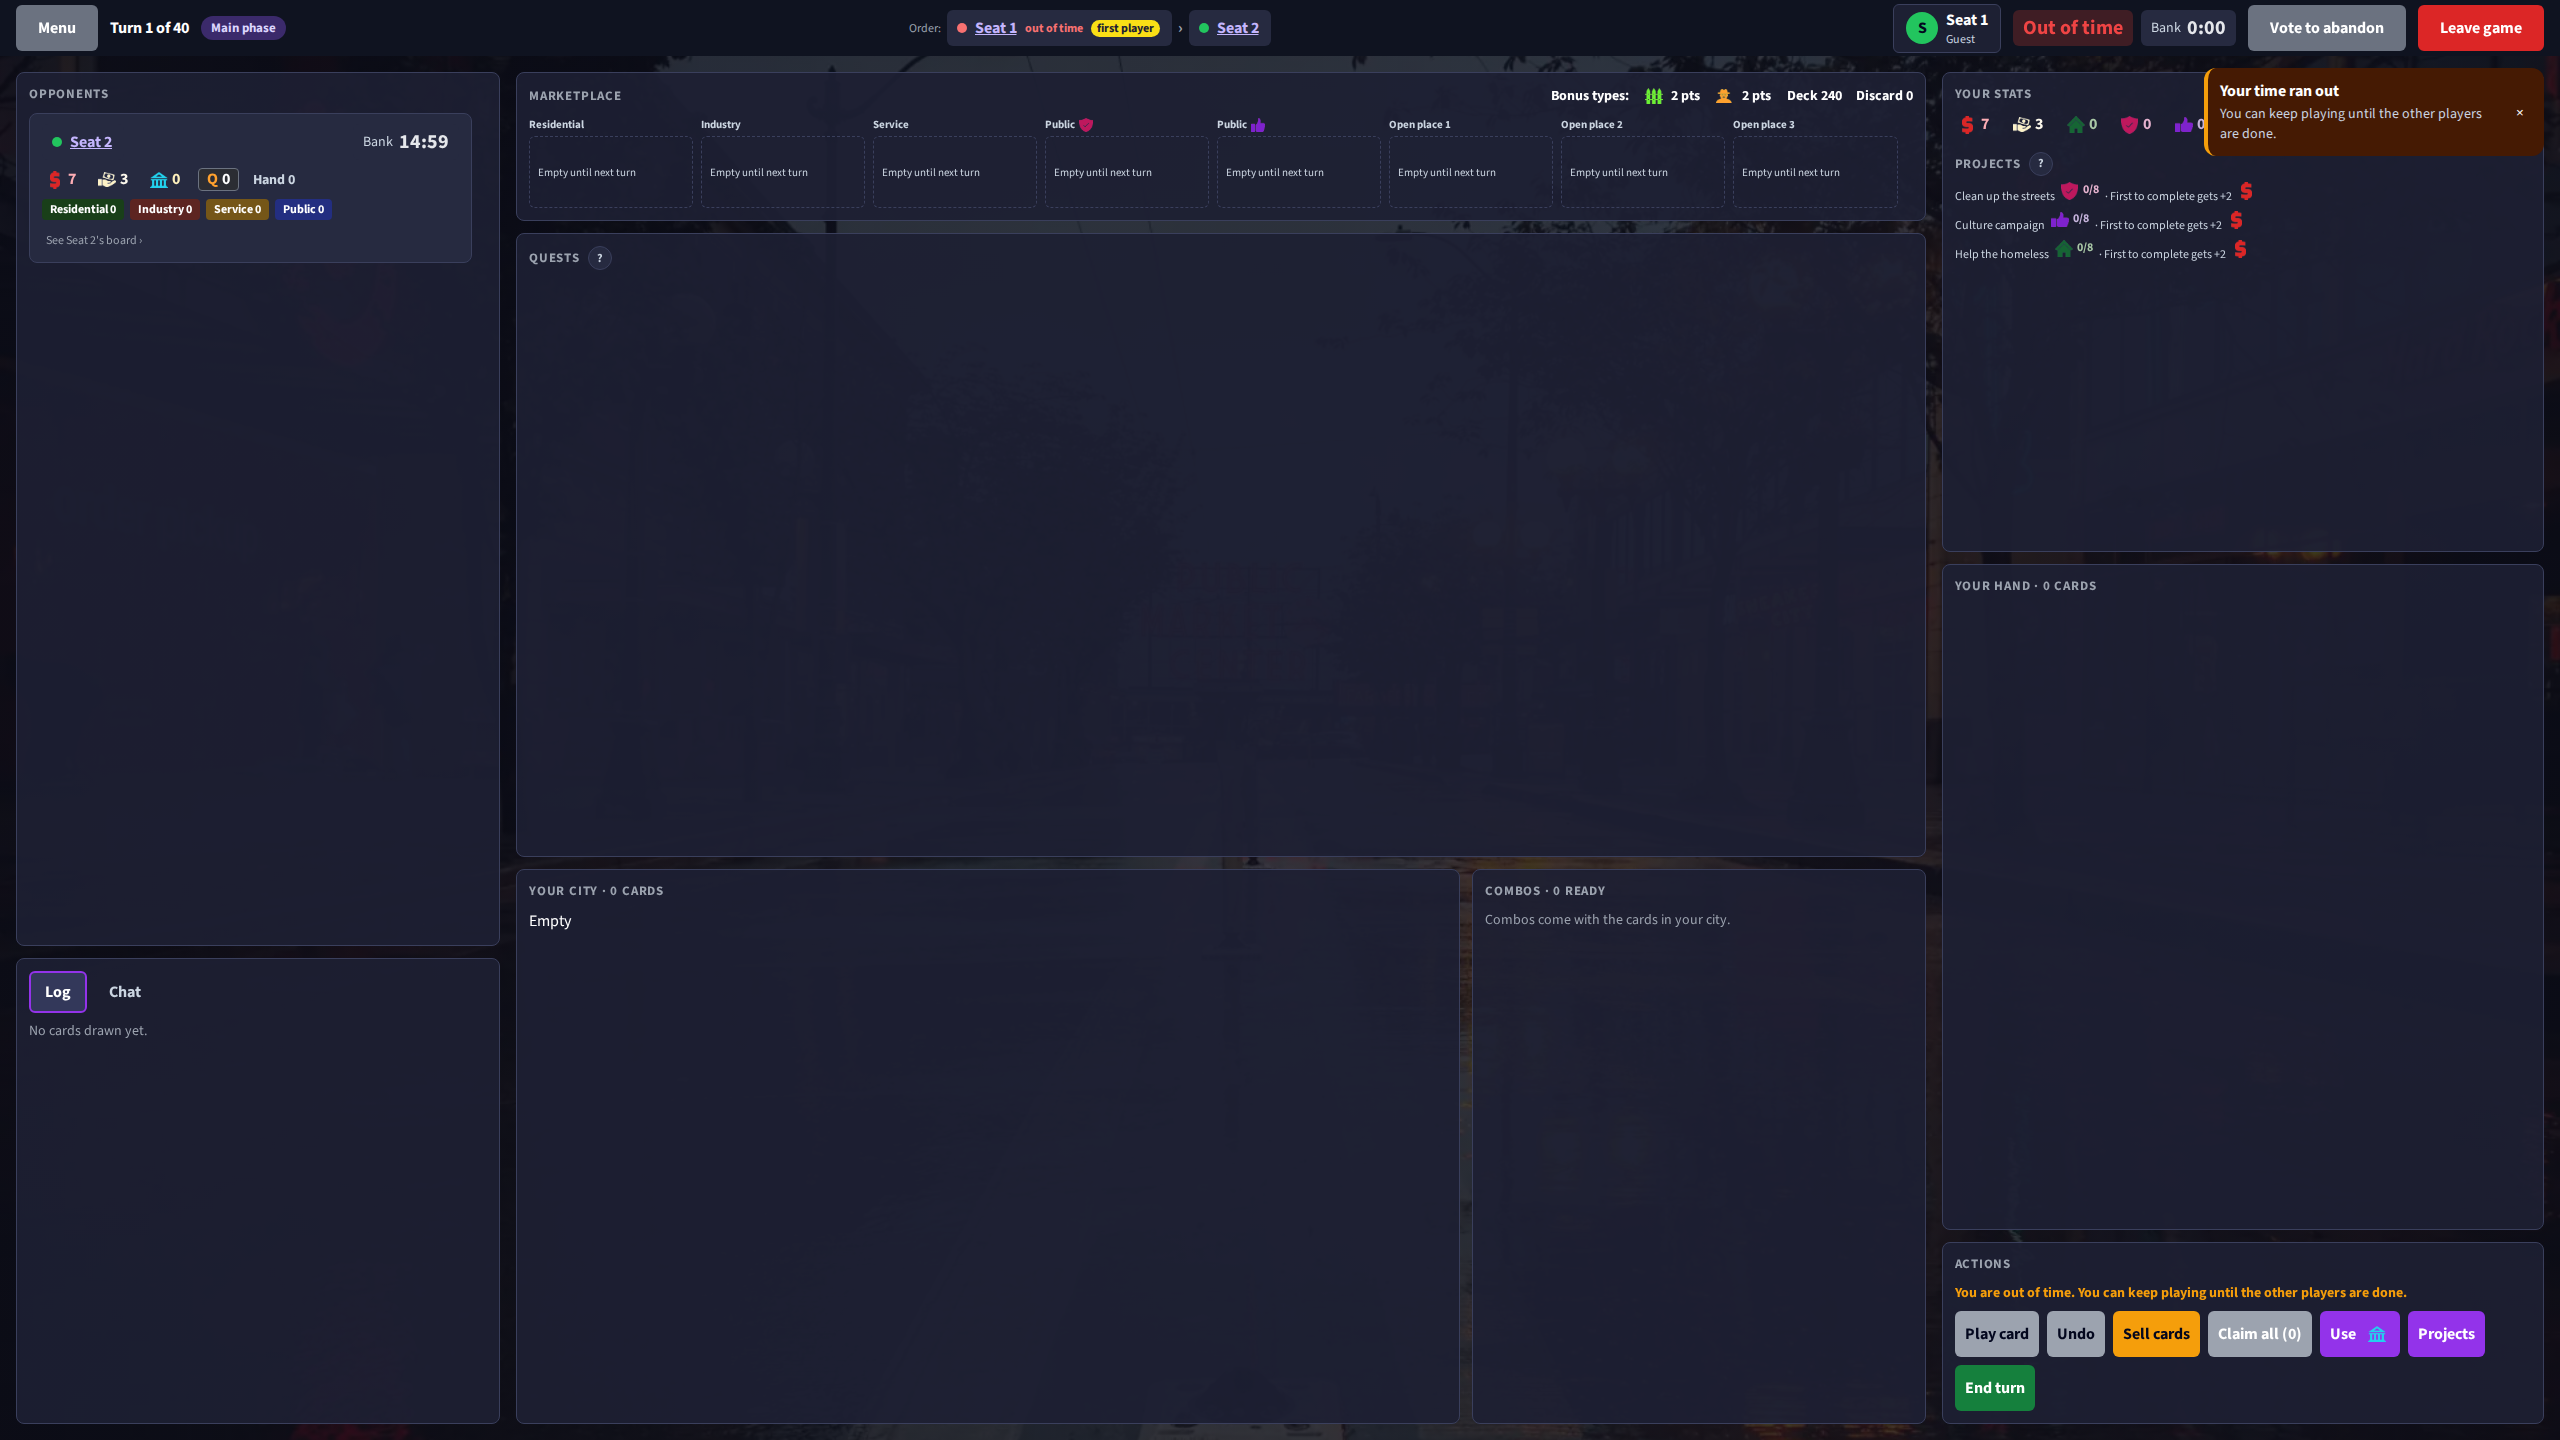 Menu
Turn 1 of 40
Main phase
Order:
Seat 1 out of time first player
›
Seat 2
S
Seat 1
Guest
Out of time
Bank 0:00
Vote to abandon
Leave game
OPPONENTS
Seat 2
Bank 14:59
7 3 0 Q 0 Hand 0
Residential 0 Industry 0 Service 0 Public 0
See Seat 2's board ›
Log
Chat
No cards drawn yet.
MARKETPLACE
Bonus types: 2 pts 2 pts Deck 240 Discard 0
Residential Industry Service Public Public Open place 1 Open place 2 Open place 3
Empty until next turn Empty until next turn Empty until next turn Empty until next turn Empty until next turn Empty until next turn Empty until next turn Empty until next turn
QUESTS ?
YOUR CITY · 0 CARDS
Empty
COMBOS · 0 READY
Combos come with the cards in your city.
YOUR STATS
7 3 0 0 0
Your time ran out
You can keep playing until the other players
are done.
×
PROJECTS ?
Clean up the streets 0/8 · First to complete gets +2
Culture campaign 0/8 · First to complete gets +2
Help the homeless 0/8 · First to complete gets +2
YOUR HAND · 0 CARDS
ACTIONS
You are out of time. You can keep playing until the other players are done.
Play card
Undo
Sell cards
Claim all (0)
Use
Projects
End turn